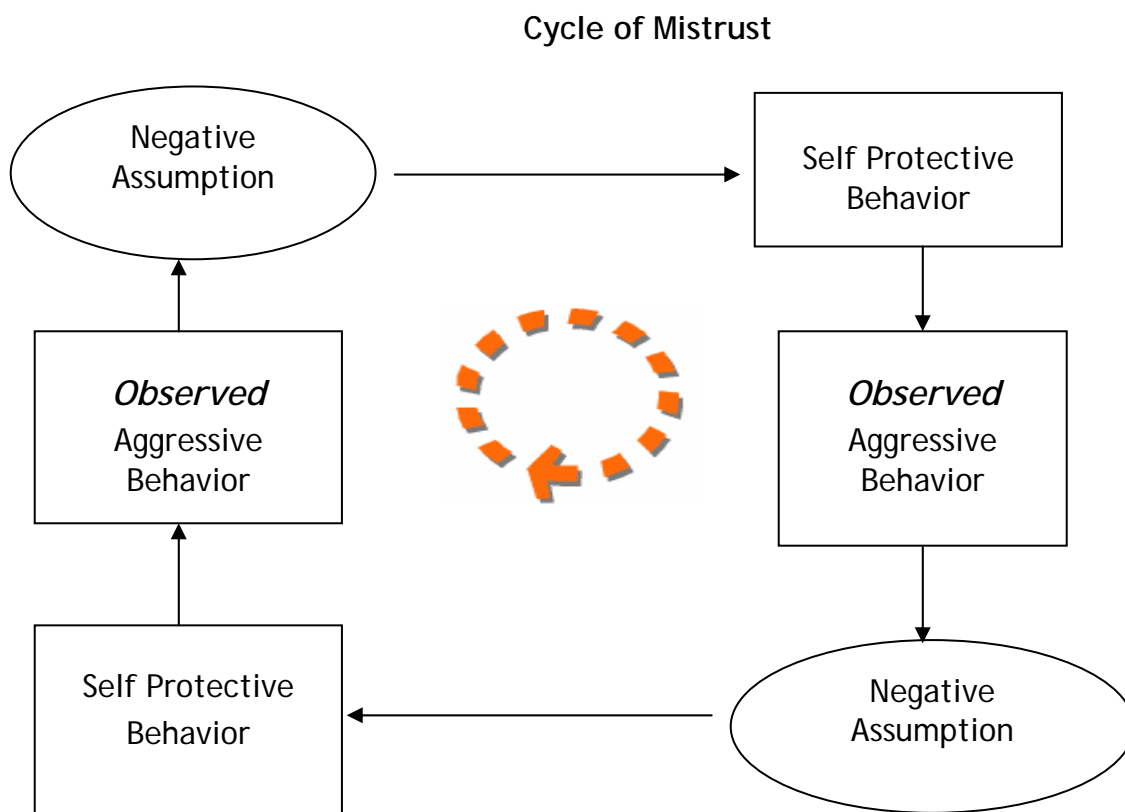 Cycle of Mistrust
Negative
Assumption
Self Protective
Behavior
Observed
Aggressive
Behavior
Observed
Aggressive
Behavior
Self Protective
Behavior
Negative
Assumption